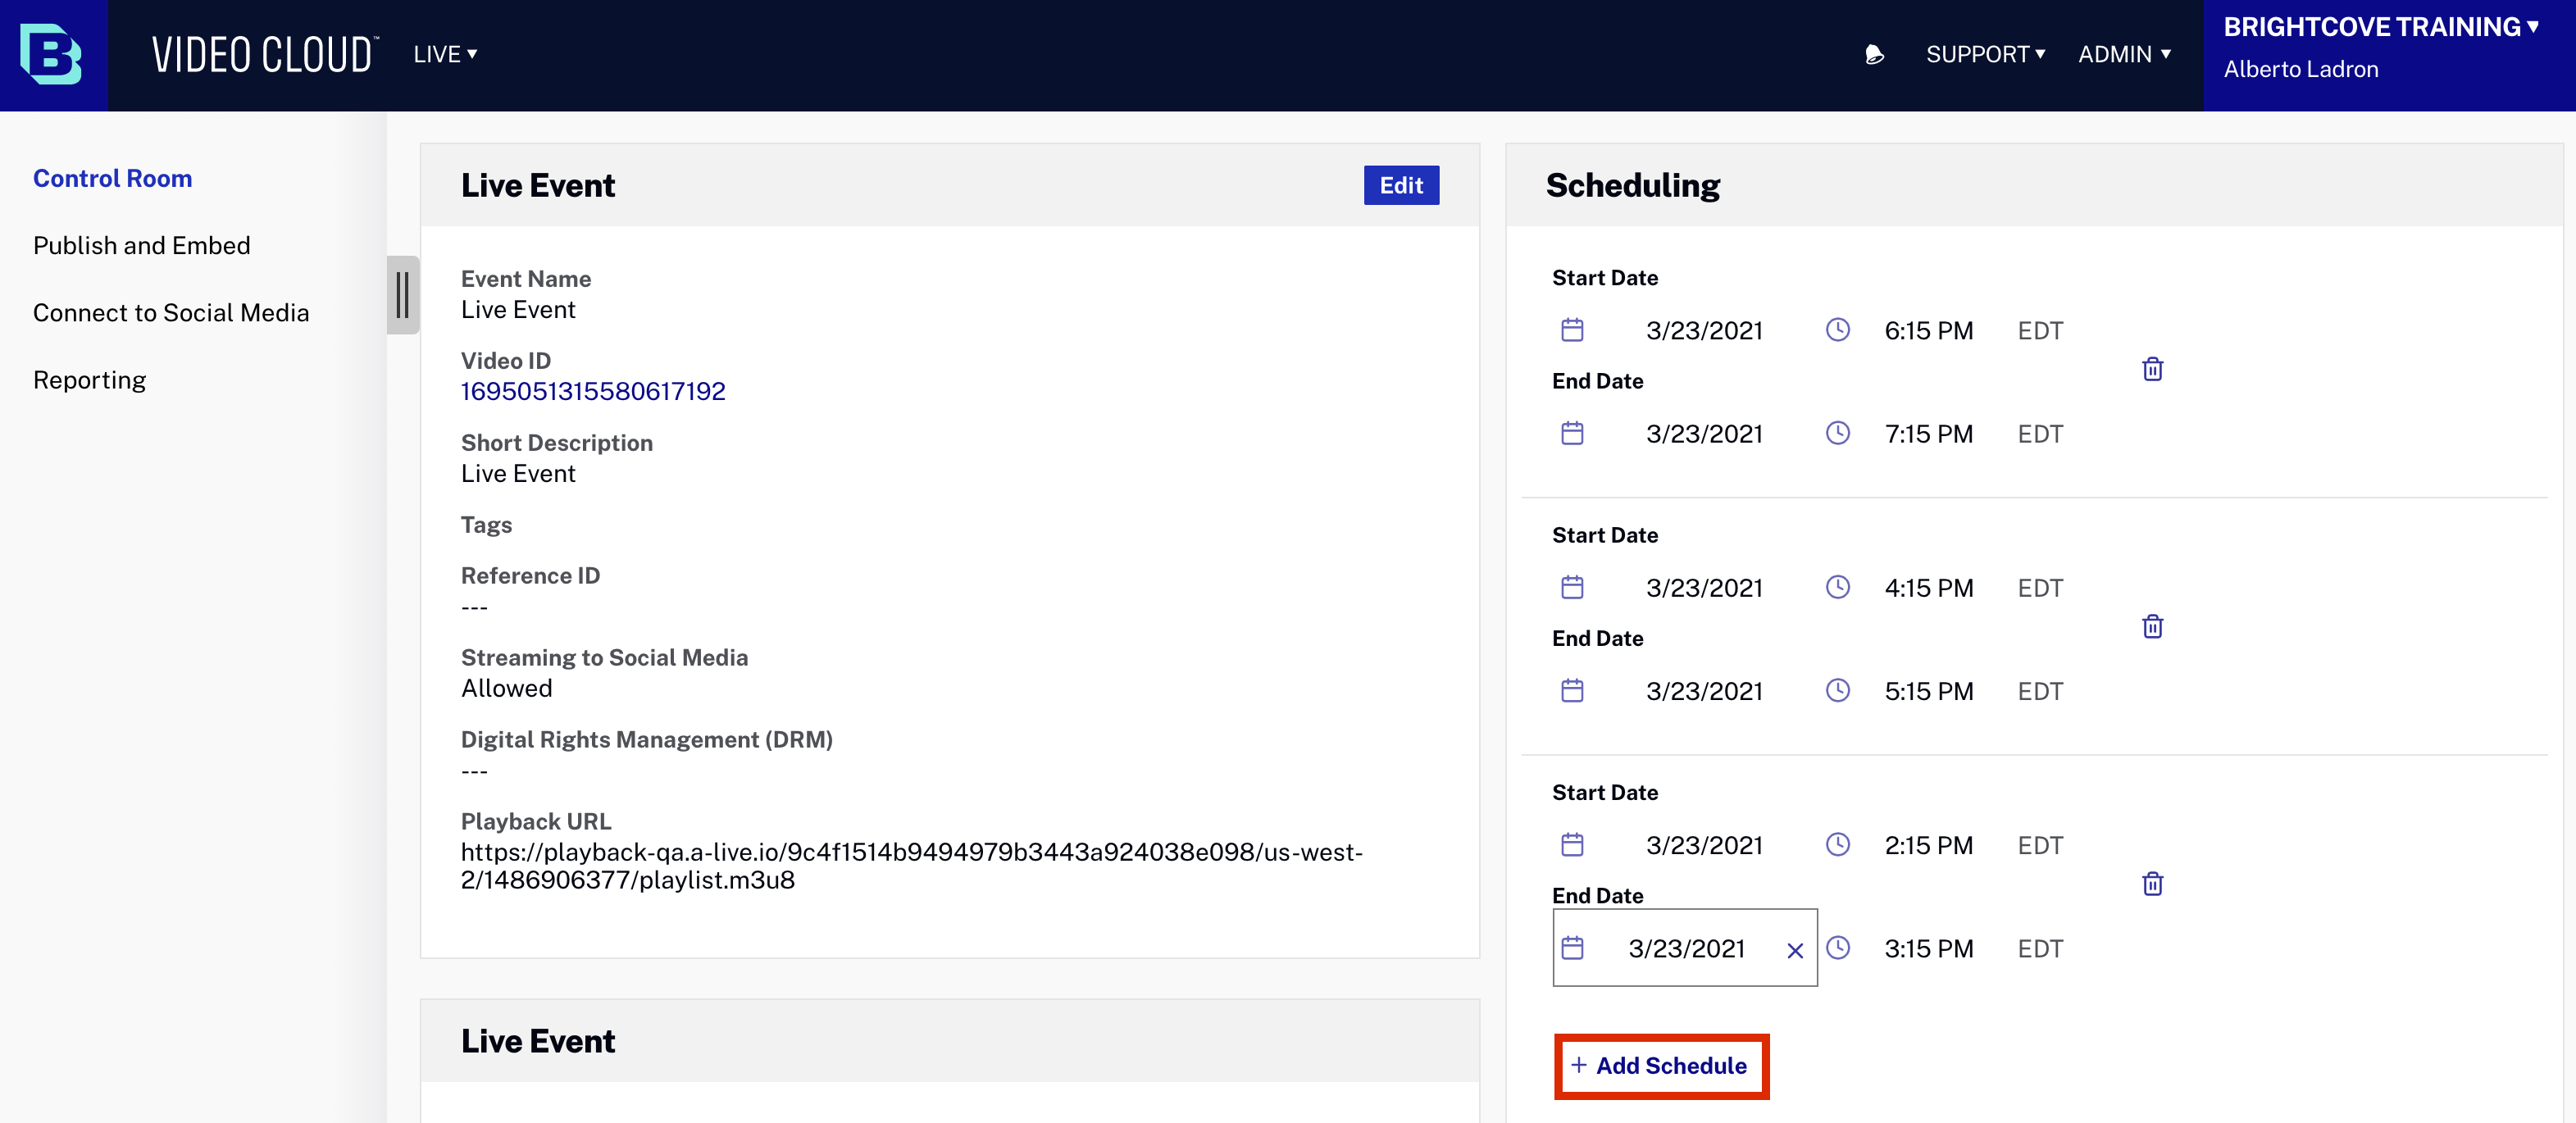 B
VIDEO CLOUD™
LIVE ▼
SUPPORT ▼
ADMIN ▼
BRIGHTCOVE TRAINING ▼
Alberto Ladron
Control Room
Publish and Embed
Connect to Social Media
Reporting
Live Event
Edit
Event Name
Live Event
Video ID
1695051315580617192
Short Description
Live Event
Tags
Reference ID
---
Streaming to Social Media
Allowed
Digital Rights Management (DRM)
---
Playback URL
https://playback-qa.a-live.io/9c4f1514b9494979b3443a924038e098/us-west-
2/1486906377/playlist.m3u8
Live Event
Scheduling
Start Date
3/23/2021 6:15 PM EDT
End Date
3/23/2021 7:15 PM EDT
Start Date
3/23/2021 4:15 PM EDT
End Date
3/23/2021 5:15 PM EDT
Start Date
3/23/2021 2:15 PM EDT
End Date
3/23/2021 × 3:15 PM EDT
+ Add Schedule